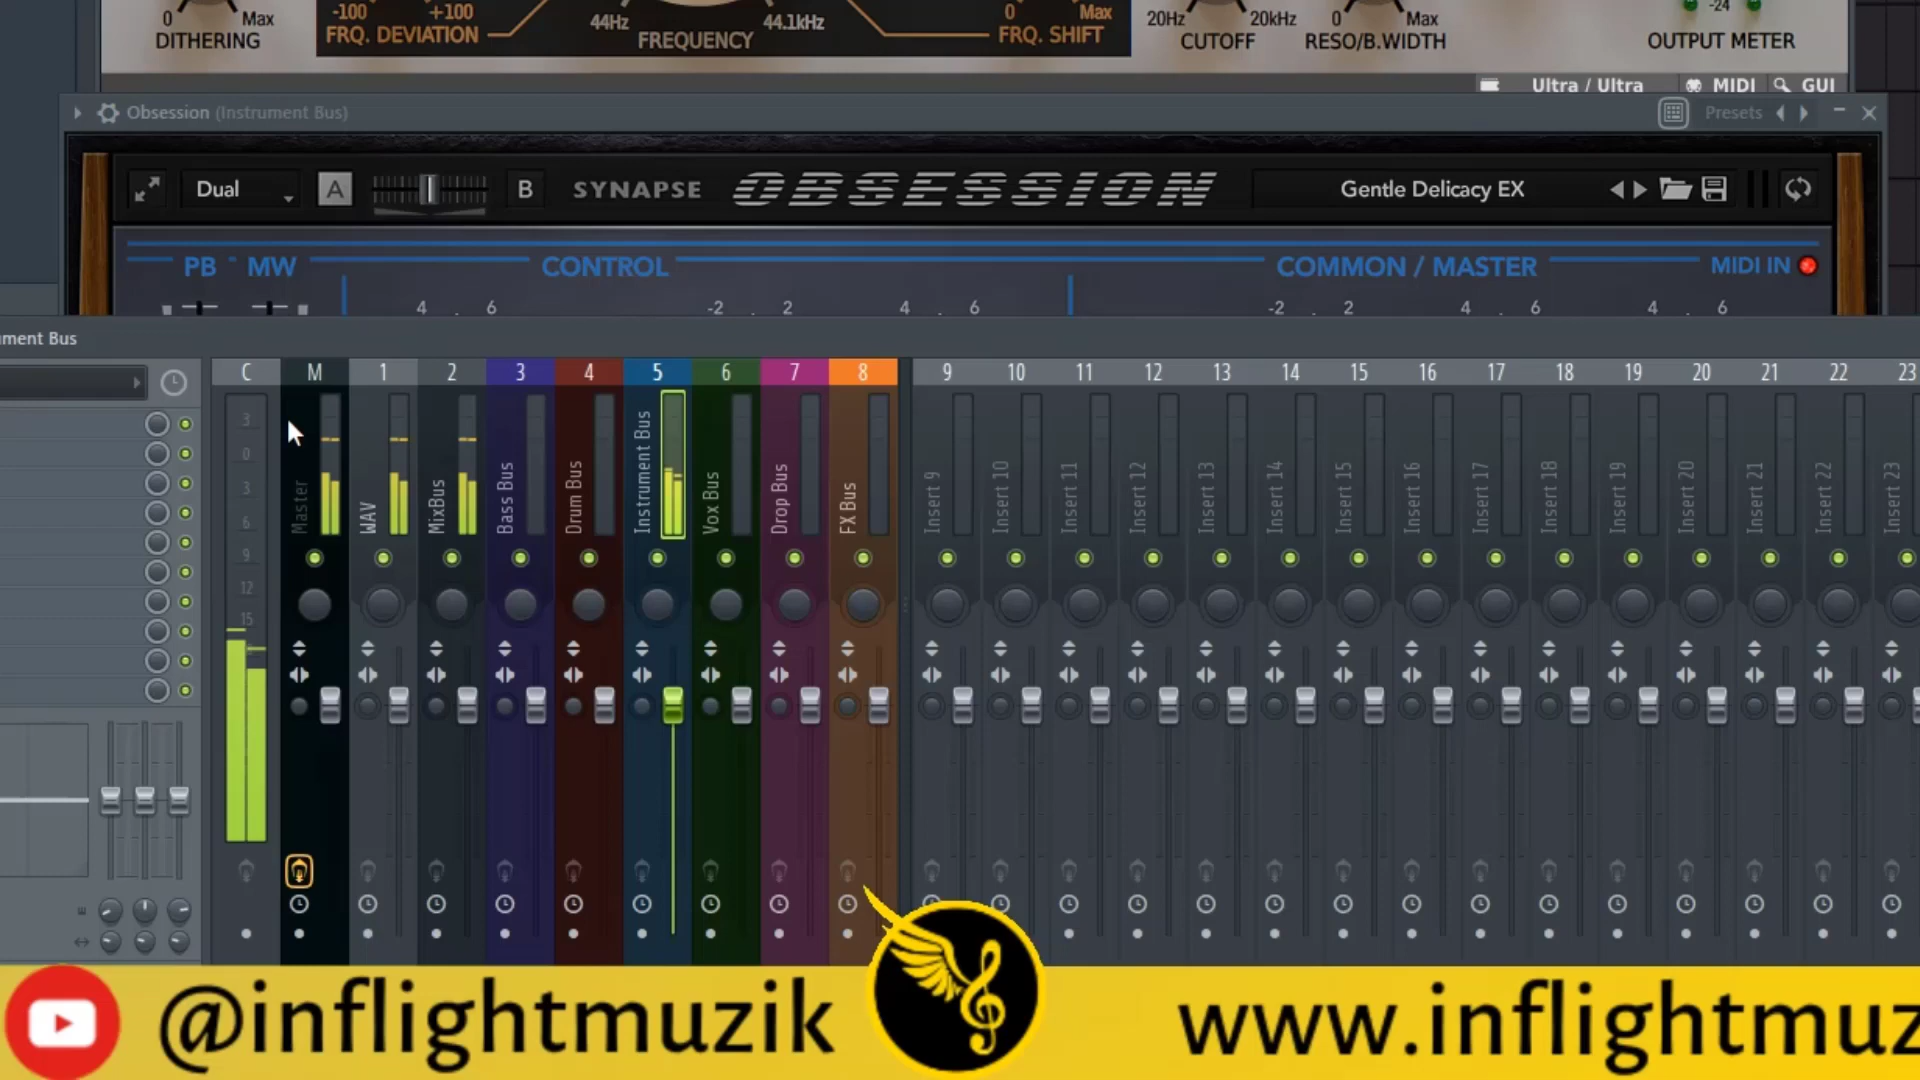 -100 +100
0 Max
44Hz 44.1kHz
0 Max
20Hz 20kHz 0 Max
-24
DITHERING FRQ. DEVIATION FREQUENCY FRQ. SHIFT CUTOFF RESO/B.WIDTH OUTPUT METER
Ultra / Ultra MIDI GUI
Obsession (Instrument Bus) Presets
Dual A B SYNAPSE OBSESSION Gentle Delicacy EX
PB MW CONTROL COMMON / MASTER MIDI IN
4 6 -2 2 4 6 -2 2 4 6 4 6
ment Bus
C M 1 2 3 4 5 6 7 8 9 10 11 12 13 14 15 16 17 18 19 20 21 22 23
3
0
3
6
9
12
15
Master
WAV
MixBus
Bass Bus
Drum Bus
Instrument Bus
Vox Bus
Drop Bus
FX Bus
Insert 9
Insert 10
Insert 11
Insert 12
Insert 13
Insert 14
Insert 15
Insert 16
Insert 17
Insert 18
Insert 19
Insert 20
Insert 21
Insert 22
Insert 23
@inflightmuzik www.inflightmuz